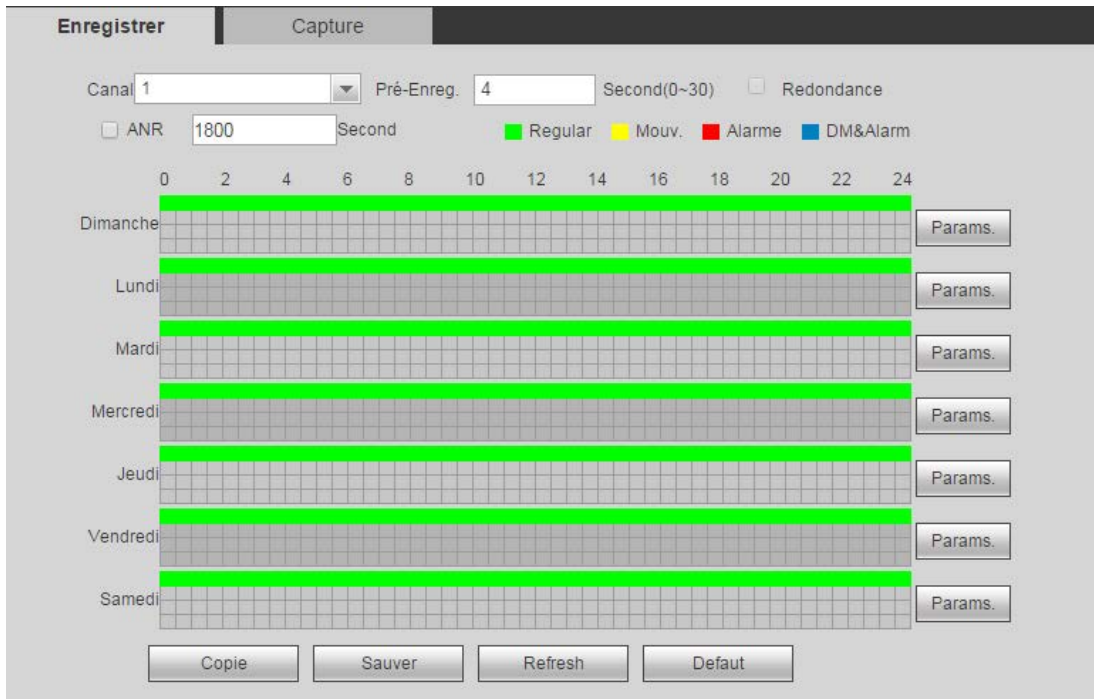 Enregistrer Capture
Canal 1 Pré-Enreg. 4 Second(0~30) Redondance
ANR 1800 Second Regular Mouv. Alarme DM&Alarm
0 2 4 6 8 10 12 14 16 18 20 22 24
Dimanche Params.
Lundi Params.
Mardi Params.
Mercredi Params.
Jeudi Params.
Vendredi Params.
Samedi Params.
Copie Sauver Refresh Defaut